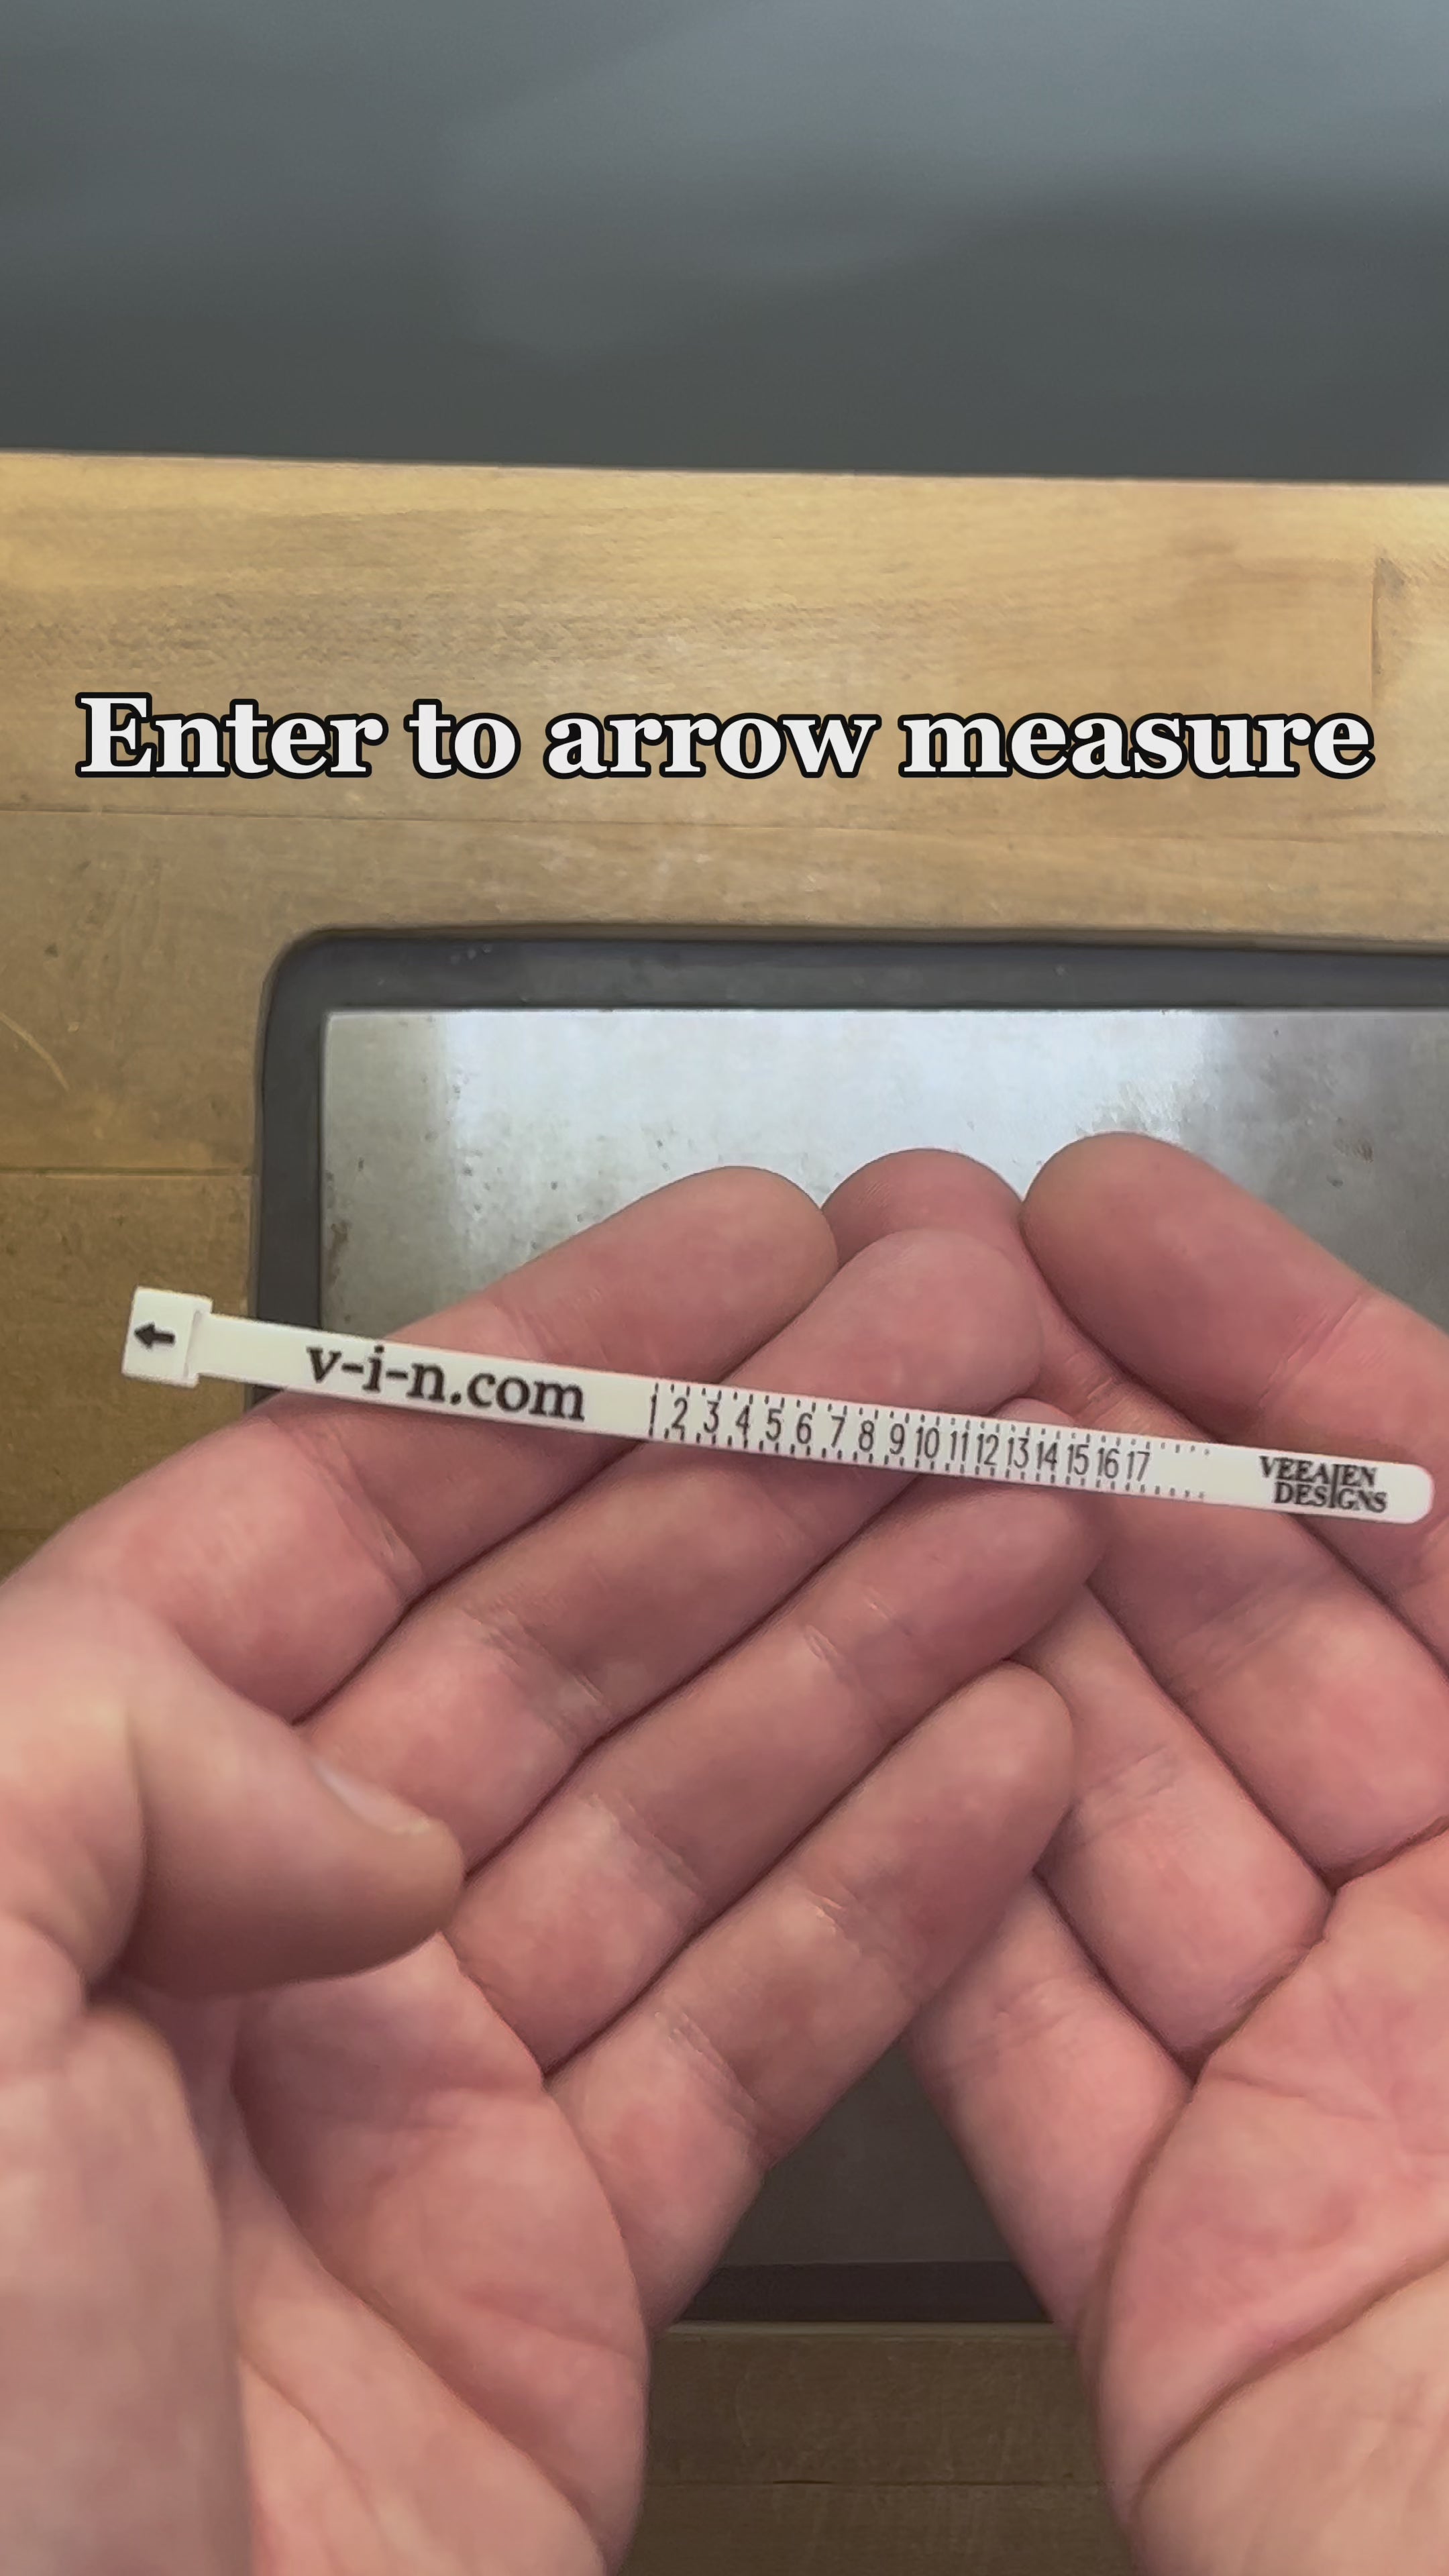 Enter to arrow measure
v-i-n.com
1 2 3 4 5 6 7 8 9 10 11 12 13 14 15 16 17
VEEAIEN
DESIGNS